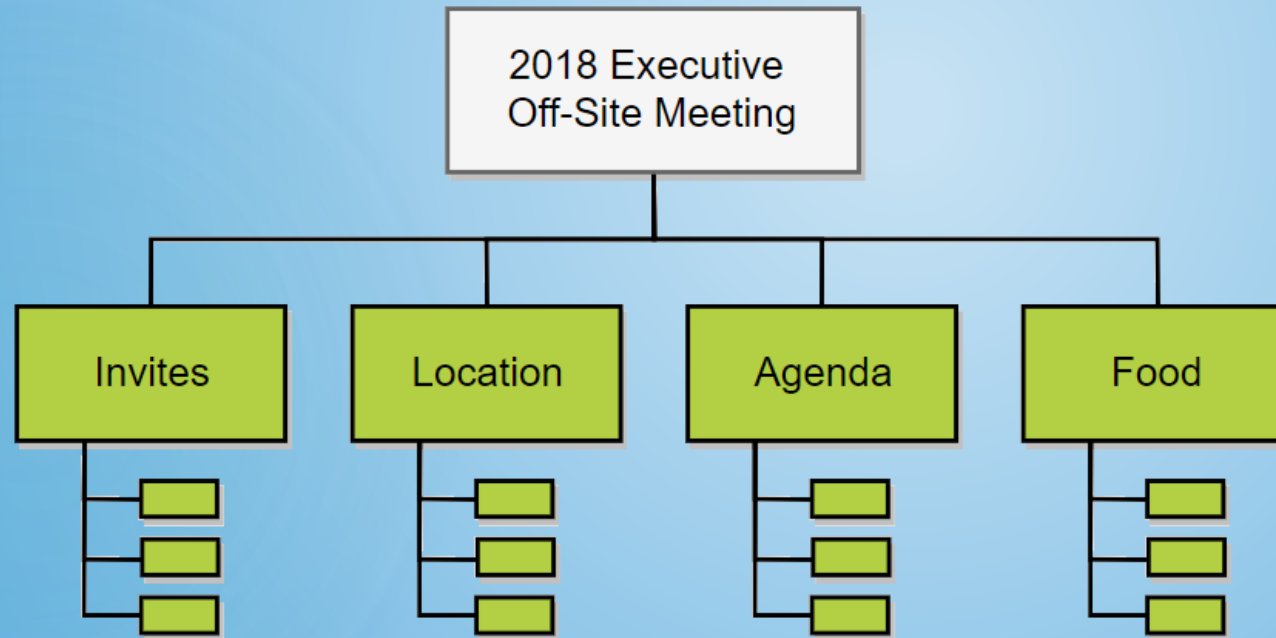 2018 Executive
Off-Site Meeting
Invites
Location
Agenda
Food